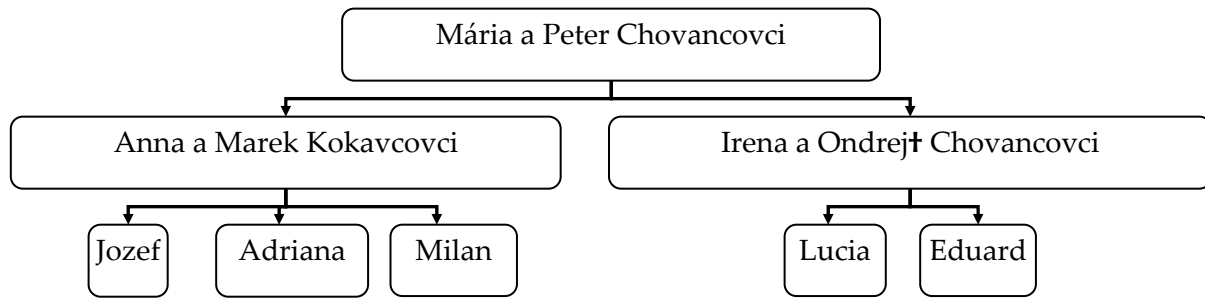 Mária a Peter Chovancovci
Anna a Marek Kokavcovci
Irena a Ondrej✝ Chovancovci
Jozef
Adriana
Milan
Lucia
Eduard